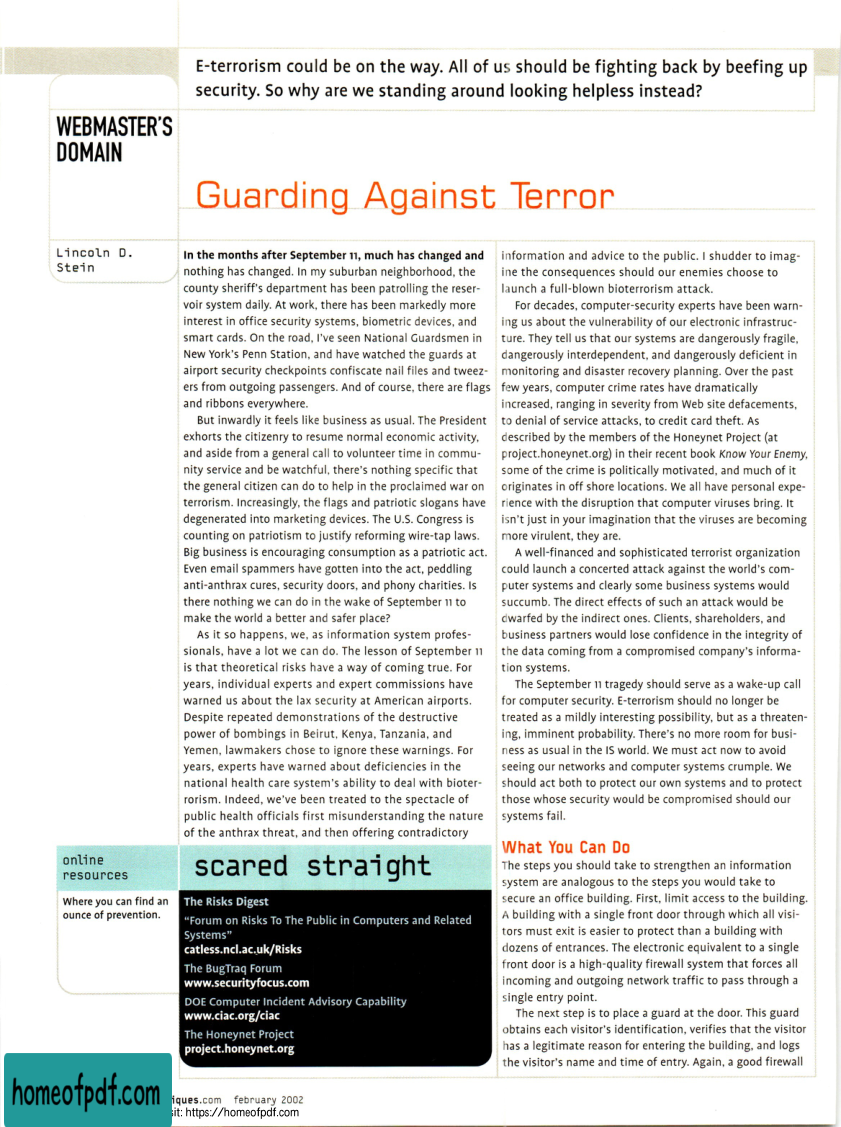 E-terrorism could be on the way. All of us should be fighting back by beefing up
security. So why are we standing around looking helpless instead?
WEBMASTER'S
DOMAIN
Guarding Against Terror
Lincoln D.
Stein
In the months after September 11, much has changed and
nothing has changed. In my suburban neighborhood, the
county sheriff's department has been patrolling the reser-
voir system daily. At work, there has been markedly more
interest in office security systems, biometric devices, and
smart cards. On the road, I've seen National Guardsmen in
New York's Penn Station, and have watched the guards at
airport security checkpoints confiscate nail files and tweez-
ers from outgoing passengers. And of course, there are flags
and ribbons everywhere.
But inwardly it feels like business as usual. The President
exhorts the citizenry to resume normal economic activity,
and aside from a general call to volunteer time in commu-
nity service and be watchful, there's nothing specific that
the general citizen can do to help in the proclaimed war on
terrorism. Increasingly, the flags and patriotic slogans have
degenerated into marketing devices. The U.S. Congress is
counting on patriotism to justify reforming wire-tap laws.
Big business is encouraging consumption as a patriotic act.
Even email spammers have gotten into the act, peddling
anti-anthrax cures, security doors, and phony charities. Is
there nothing we can do in the wake of September 11 to
make the world a better and safer place?
As it so happens, we, as information system profes-
sionals, have a lot we can do. The lesson of September 11
is that theoretical risks have a way of coming true. For
years, individual experts and expert commissions have
warned us about the lax security at American airports.
Despite repeated demonstrations of the destructive
power of bombings in Beirut, Kenya, Tanzania, and
Yemen, lawmakers chose to ignore these warnings. For
years, experts have warned about deficiencies in the
national health care system's ability to deal with bioter-
rorism. Indeed, we've been treated to the spectacle of
public health officials first misunderstanding the nature
of the anthrax threat, and then offering contradictory
information and advice to the public. I shudder to imag-
ine the consequences should our enemies choose to
launch a full-blown bioterrorism attack.
For decades, computer-security experts have been warn-
ing us about the vulnerability of our electronic infrastruc-
ture. They tell us that our systems are dangerously fragile,
dangerously interdependent, and dangerously deficient in
monitoring and disaster recovery planning. Over the past
few years, computer crime rates have dramatically
increased, ranging in severity from Web site defacements,
to denial of service attacks, to credit card theft. As
described by the members of the Honeynet Project (at
project.honeynet.org) in their recent book Know Your Enemy,
some of the crime is politically motivated, and much of it
originates in off shore locations. We all have personal expe-
rience with the disruption that computer viruses bring. It
isn't just in your imagination that the viruses are becoming
more virulent, they are.
A well-financed and sophisticated terrorist organization
could launch a concerted attack against the world's com-
puter systems and clearly some business systems would
succumb. The direct effects of such an attack would be
dwarfed by the indirect ones. Clients, shareholders, and
business partners would lose confidence in the integrity of
the data coming from a compromised company's informa-
tion systems.
The September 11 tragedy should serve as a wake-up call
for computer security. E-terrorism should no longer be
treated as a mildly interesting possibility, but as a threaten-
ing, imminent probability. There's no more room for busi-
ness as usual in the IS world. We must act now to avoid
seeing our networks and computer systems crumple. We
should act both to protect our own systems and to protect
those whose security would be compromised should our
systems fail.
What You Can Do
The steps you should take to strengthen an information
system are analogous to the steps you would take to
secure an office building. First, limit access to the building.
A building with a single front door through which all visi-
tors must exit is easier to protect than a building with
dozens of entrances. The electronic equivalent to a single
front door is a high-quality firewall system that forces all
incoming and outgoing network traffic to pass through a
single entry point.
The next step is to place a guard at the door. This guard
obtains each visitor's identification, verifies that the visitor
has a legitimate reason for entering the building, and logs
the visitor's name and time of entry. Again, a good firewall
online
resources
Where you can find an
ounce of prevention.
scared straight
The Risks Digest
"Forum on Risks To The Public in Computers and Related
Systems"
catless.ncl.ac.uk/Risks
The BugTraq Forum
www.securityfocus.com
DOE Computer Incident Advisory Capability
www.ciac.org/ciac
The Honeynet Project
project.honeynet.org
homeofpdf.com
iques.com february 2002
sit: https://homeofpdf.com